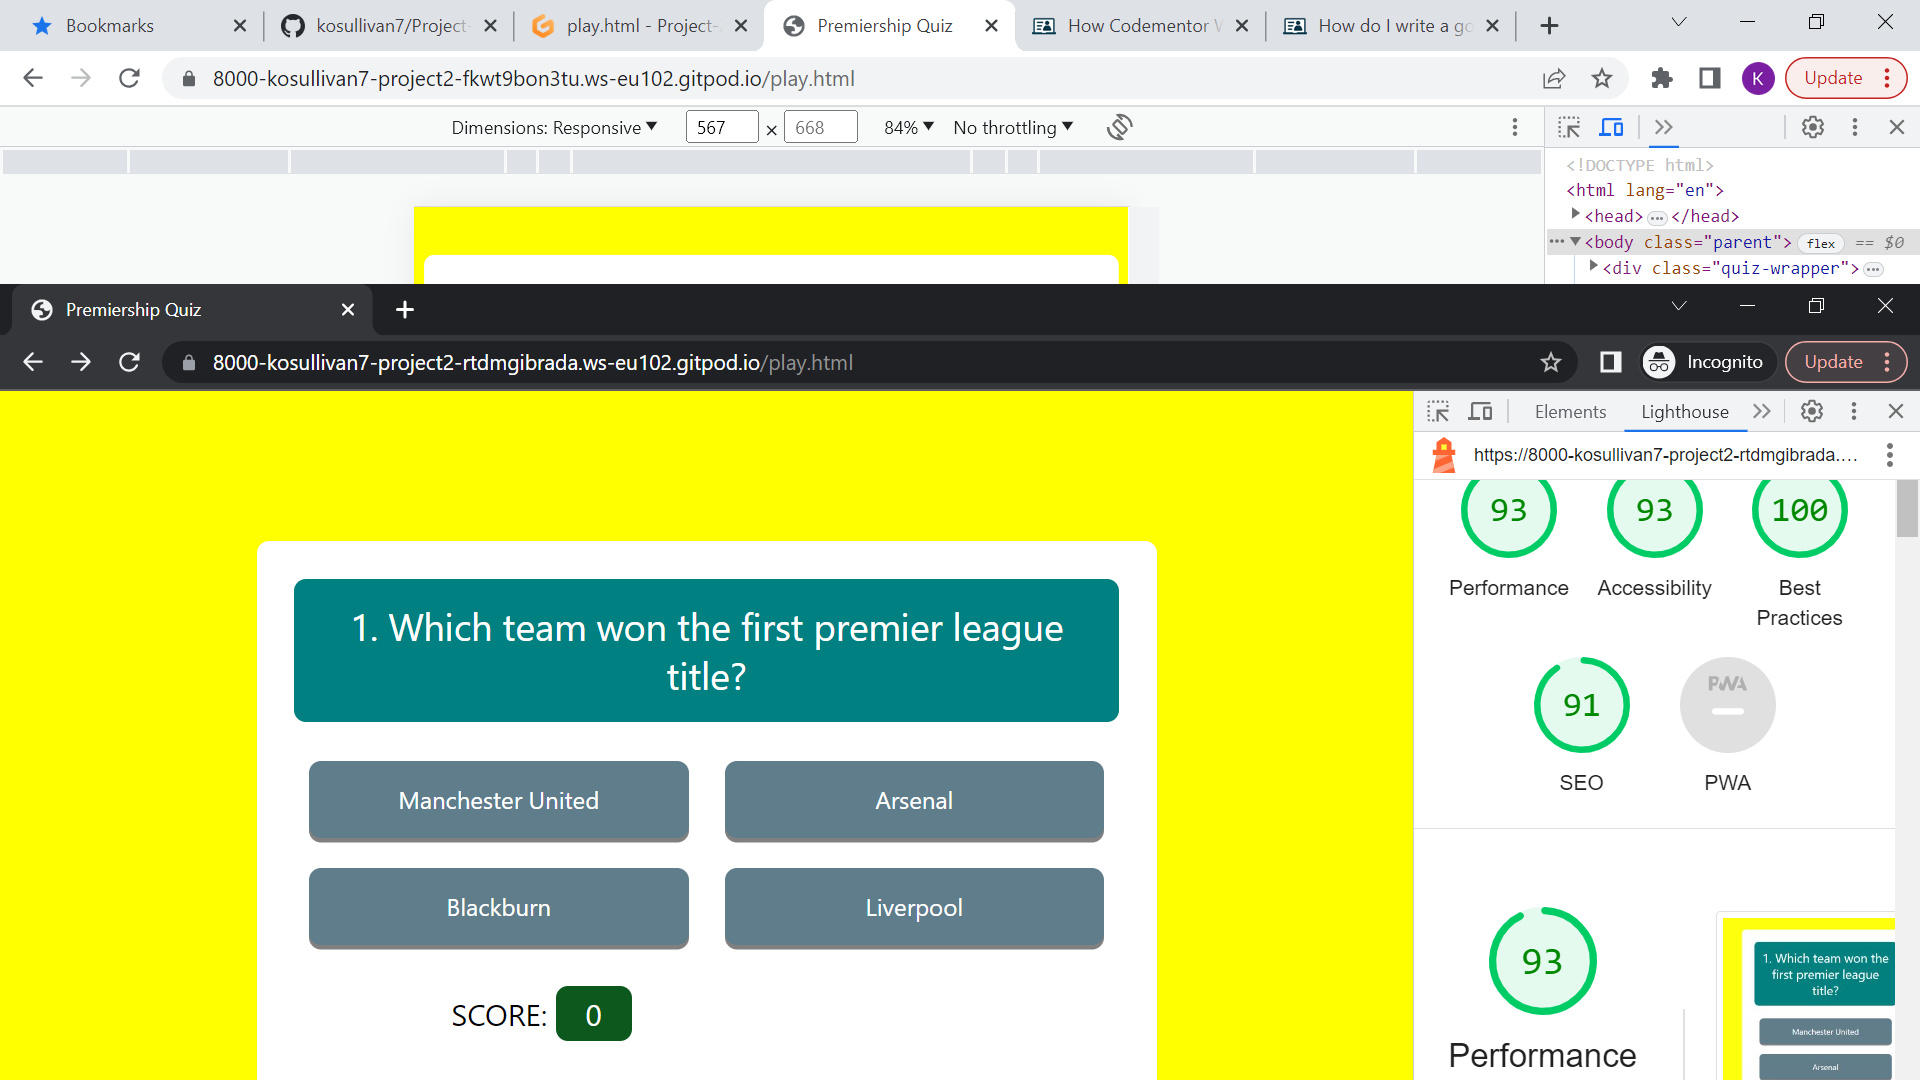 Bookmarks
kosullivan7/Project-
play.html - Project-
Premiership Quiz
How Codementor W
How do I write a go
8000-kosullivan7-project2-fkwt9bon3tu.ws-eu102.gitpod.io/play.html
K
Update
Dimensions: Responsive
567
×
668
84%
No throttling
<!DOCTYPE html>
<html lang="en">
<head> … </head>
… <body class="parent"> flex == $0
<div class="quiz-wrapper"> …
Premiership Quiz
8000-kosullivan7-project2-rtdmgibrada.ws-eu102.gitpod.io/play.html
Incognito
Update
1. Which team won the first premier league
title?
Manchester United
Arsenal
Blackburn
Liverpool
SCORE: 0
Elements
Lighthouse
https://8000-kosullivan7-project2-rtdmgibrada.…
93
93
100
Performance
Accessibility
Best
Practices
91
PWA
SEO
PWA
93
Performance
1. Which team won the
first premier league
title?
Manchester United
Arsenal